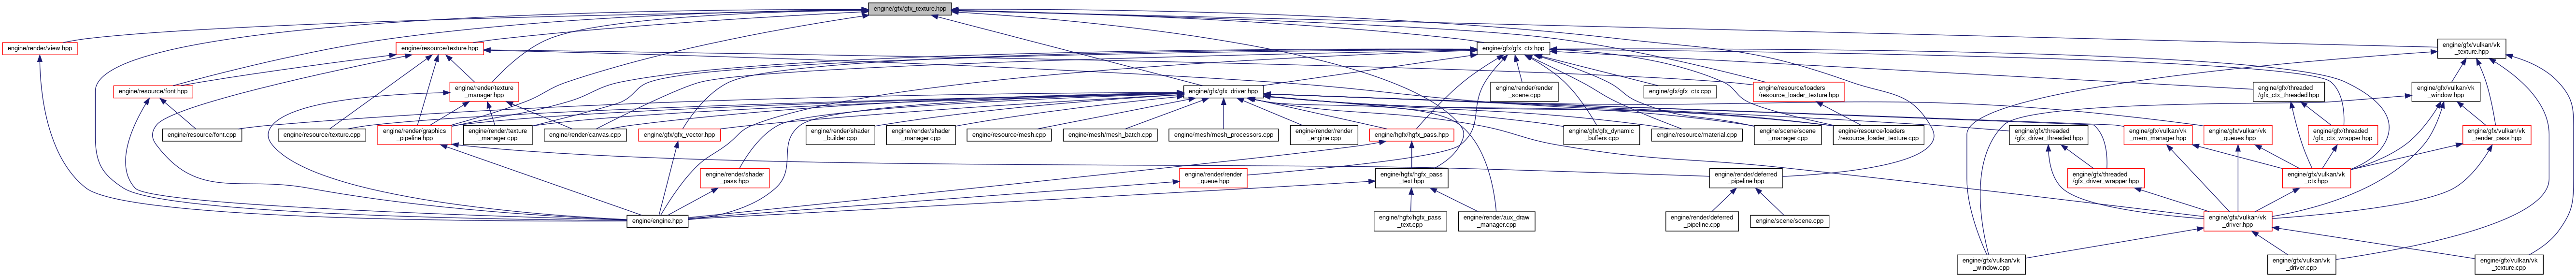 engine/gfx/gfx_texture.hpp
engine/render/view.hpp
engine/resource/texture.hpp
engine/gfx/gfx_ctx.hpp
engine/gfx/vulkan/vk
_texture.hpp
engine/resource/font.hpp
engine/render/texture
_manager.hpp
engine/gfx/gfx_driver.hpp
engine/render/render
_scene.cpp
engine/gfx/gfx_ctx.cpp
engine/resource/loaders
/resource_loader_texture.hpp
engine/gfx/threaded
/gfx_ctx_threaded.hpp
engine/gfx/vulkan/vk
_window.hpp
engine/resource/font.cpp
engine/resource/texture.cpp
engine/render/graphics
_pipeline.hpp
engine/render/texture
_manager.cpp
engine/render/canvas.cpp
engine/gfx/gfx_vector.hpp
engine/render/shader
_builder.cpp
engine/render/shader
_manager.cpp
engine/resource/mesh.cpp
engine/mesh/mesh_batch.cpp
engine/mesh/mesh_processors.cpp
engine/render/render
_engine.cpp
engine/hgfx/hgfx_pass.hpp
engine/gfx/gfx_dynamic
_buffers.cpp
engine/resource/material.cpp
engine/scene/scene
_manager.cpp
engine/resource/loaders
/resource_loader_texture.cpp
engine/gfx/threaded
/gfx_driver_threaded.hpp
engine/gfx/vulkan/vk
_mem_manager.hpp
engine/gfx/vulkan/vk
_queues.hpp
engine/gfx/threaded
/gfx_ctx_wrapper.hpp
engine/gfx/vulkan/vk
_render_pass.hpp
engine/render/shader
_pass.hpp
engine/render/render
_queue.hpp
engine/hgfx/hgfx_pass
_text.hpp
engine/render/deferred
_pipeline.hpp
engine/gfx/threaded
/gfx_driver_wrapper.hpp
engine/gfx/vulkan/vk
_ctx.hpp
engine/engine.hpp
engine/hgfx/hgfx_pass
_text.cpp
engine/render/aux_draw
_manager.cpp
engine/render/deferred
_pipeline.cpp
engine/scene/scene.cpp
engine/gfx/vulkan/vk
_driver.hpp
engine/gfx/vulkan/vk
_window.cpp
engine/gfx/vulkan/vk
_driver.cpp
engine/gfx/vulkan/vk
_texture.cpp